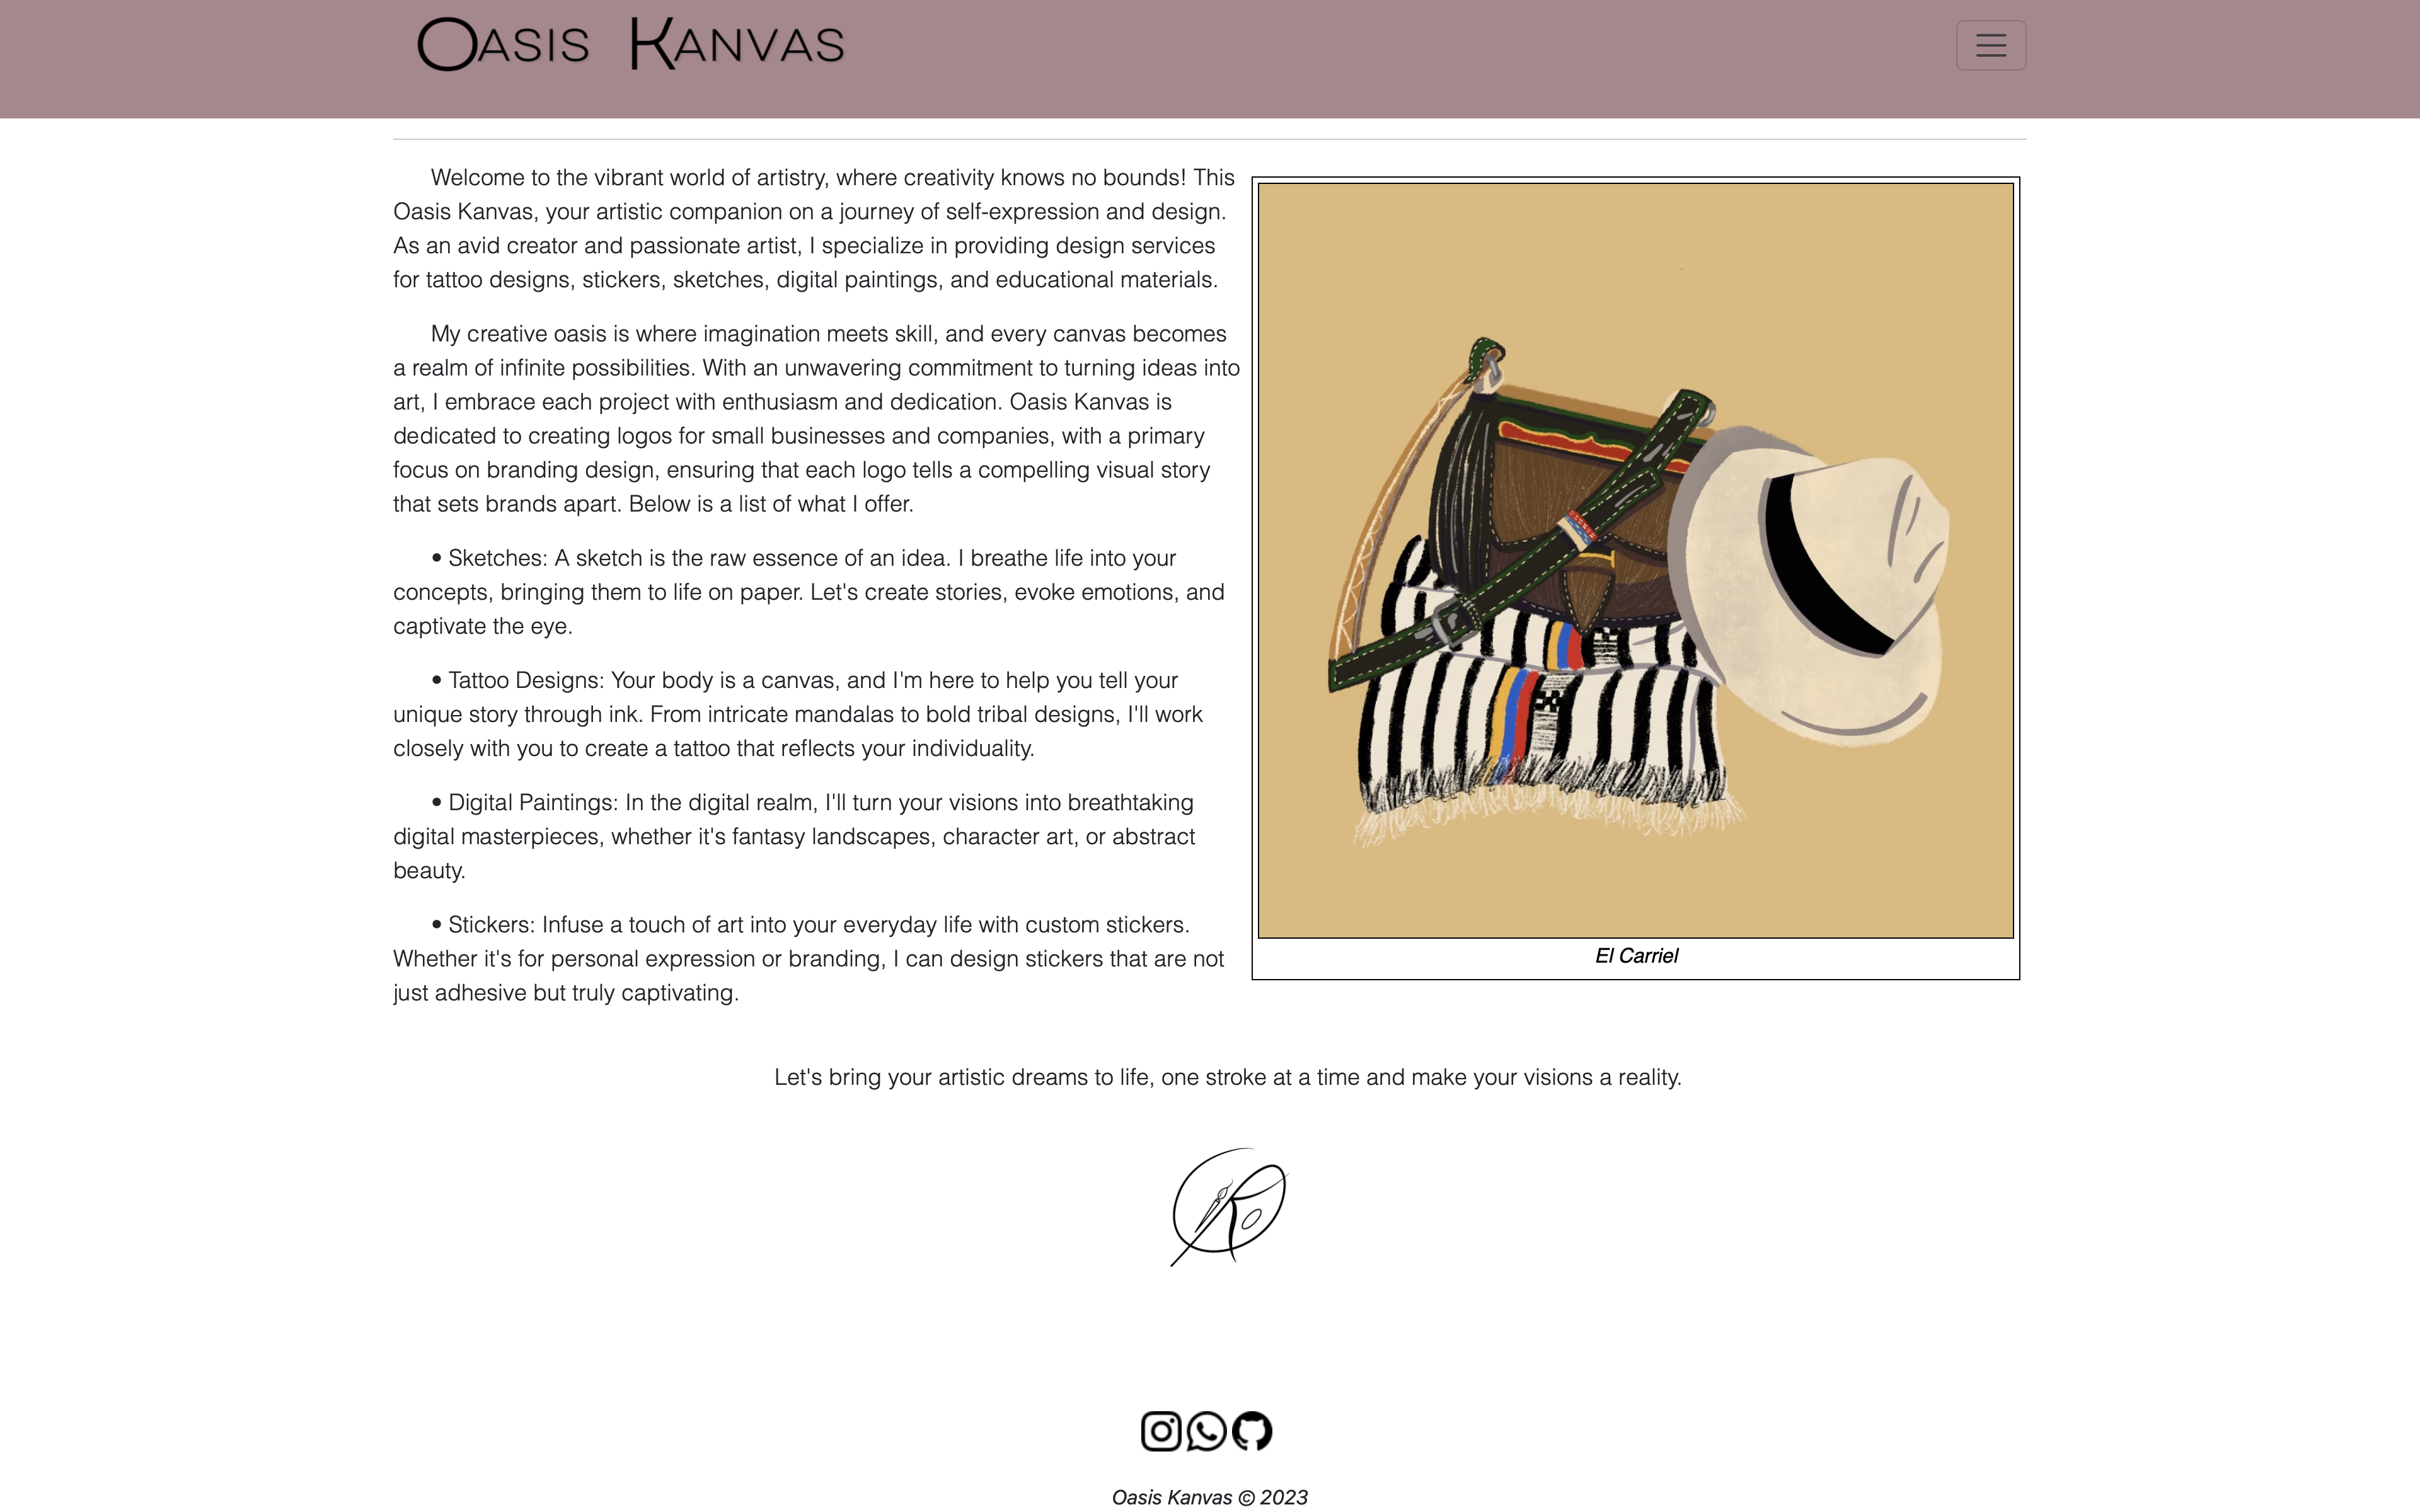 OASIS KANVAS
Welcome to the vibrant world of artistry, where creativity knows no bounds! This
Oasis Kanvas, your artistic companion on a journey of self-expression and design.
As an avid creator and passionate artist, I specialize in providing design services
for tattoo designs, stickers, sketches, digital paintings, and educational materials.
My creative oasis is where imagination meets skill, and every canvas becomes
a realm of infinite possibilities. With an unwavering commitment to turning ideas into
art, I embrace each project with enthusiasm and dedication. Oasis Kanvas is
dedicated to creating logos for small businesses and companies, with a primary
focus on branding design, ensuring that each logo tells a compelling visual story
that sets brands apart. Below is a list of what I offer.
• Sketches: A sketch is the raw essence of an idea. I breathe life into your
concepts, bringing them to life on paper. Let's create stories, evoke emotions, and
captivate the eye.
• Tattoo Designs: Your body is a canvas, and I'm here to help you tell your
unique story through ink. From intricate mandalas to bold tribal designs, I'll work
closely with you to create a tattoo that reflects your individuality.
• Digital Paintings: In the digital realm, I'll turn your visions into breathtaking
digital masterpieces, whether it's fantasy landscapes, character art, or abstract
beauty.
• Stickers: Infuse a touch of art into your everyday life with custom stickers.
Whether it's for personal expression or branding, I can design stickers that are not
just adhesive but truly captivating.
El Carriel
Let's bring your artistic dreams to life, one stroke at a time and make your visions a reality.
Oasis Kanvas © 2023